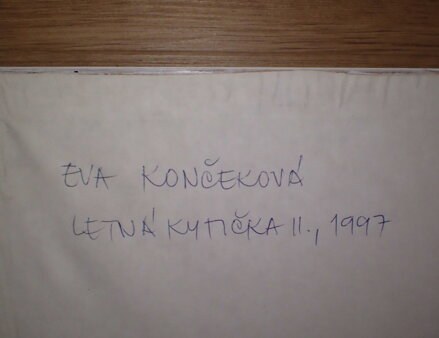 EVA KONČEKOVÁ
LETNÁ KYTIČKA II., 1997